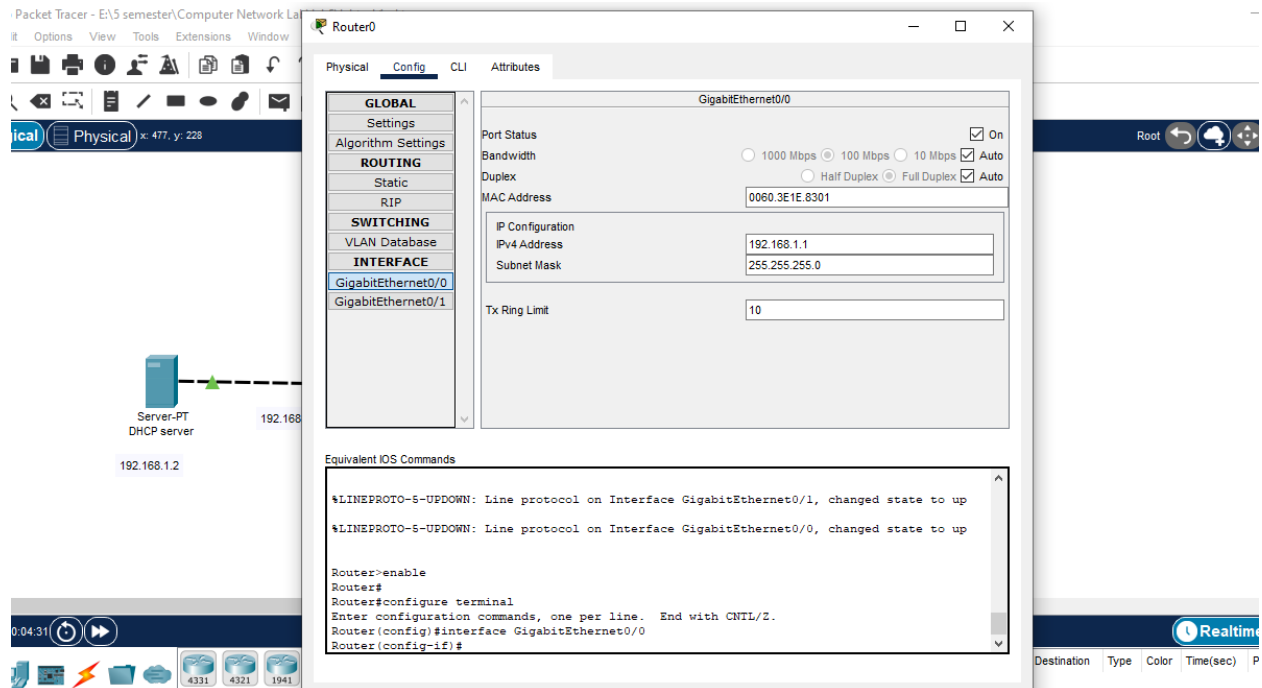 Packet Tracer - E:\5 semester\Computer Network La
Options View Tools Extensions Window
Physical x: 477, y: 228
Root
Server-PT
DHCP server
192.168
192.168.1.2
0:04:31
4331 4321 1941
Realtime
Destination Type Color Time(sec)
Router0
Physical Config CLI Attributes
GLOBAL
Settings
Algorithm Settings
ROUTING
Static
RIP
SWITCHING
VLAN Database
INTERFACE
GigabitEthernet0/0
GigabitEthernet0/1
GigabitEthernet0/0
Port Status On
Bandwidth 1000 Mbps 100 Mbps 10 Mbps Auto
Duplex Half Duplex Full Duplex Auto
MAC Address 0060.3E1E.8301
IP Configuration
IPv4 Address 192.168.1.1
Subnet Mask 255.255.255.0
Tx Ring Limit 10
Equivalent IOS Commands
%LINEPROTO-5-UPDOWN: Line protocol on Interface GigabitEthernet0/1, changed state to up
%LINEPROTO-5-UPDOWN: Line protocol on Interface GigabitEthernet0/0, changed state to up
Router>enable
Router#
Router#configure terminal
Enter configuration commands, one per line. End with CNTL/Z.
Router(config)#interface GigabitEthernet0/0
Router(config-if)#